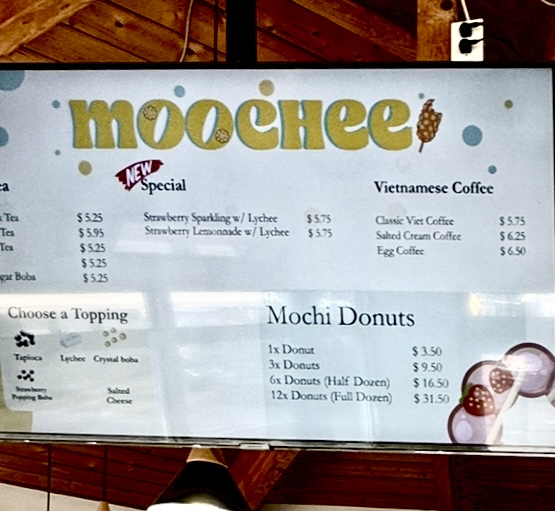 moochee
NEW
Special
Strawberry Sparkling w/ Lychee $ 5.75
Strawberry Lemonnade w/ Lychee $ 5.75
Vietnamese Coffee
Classic Viet Coffee $ 5.75
Salted Cream Coffee $ 6.25
Egg Coffee $ 6.50
Tea $ 5.25
Tea $ 5.95
Tea $ 5.25
$ 5.25
Boba $ 5.25
Choose a Topping
Tapioca Lychee Crystal boba
Strawberry Salted
Popping Boba Cheese
Mochi Donuts
1x Donut $ 3.50
3x Donuts $ 9.50
6x Donuts (Half Dozen) $ 16.50
12x Donuts (Full Dozen) $ 31.50